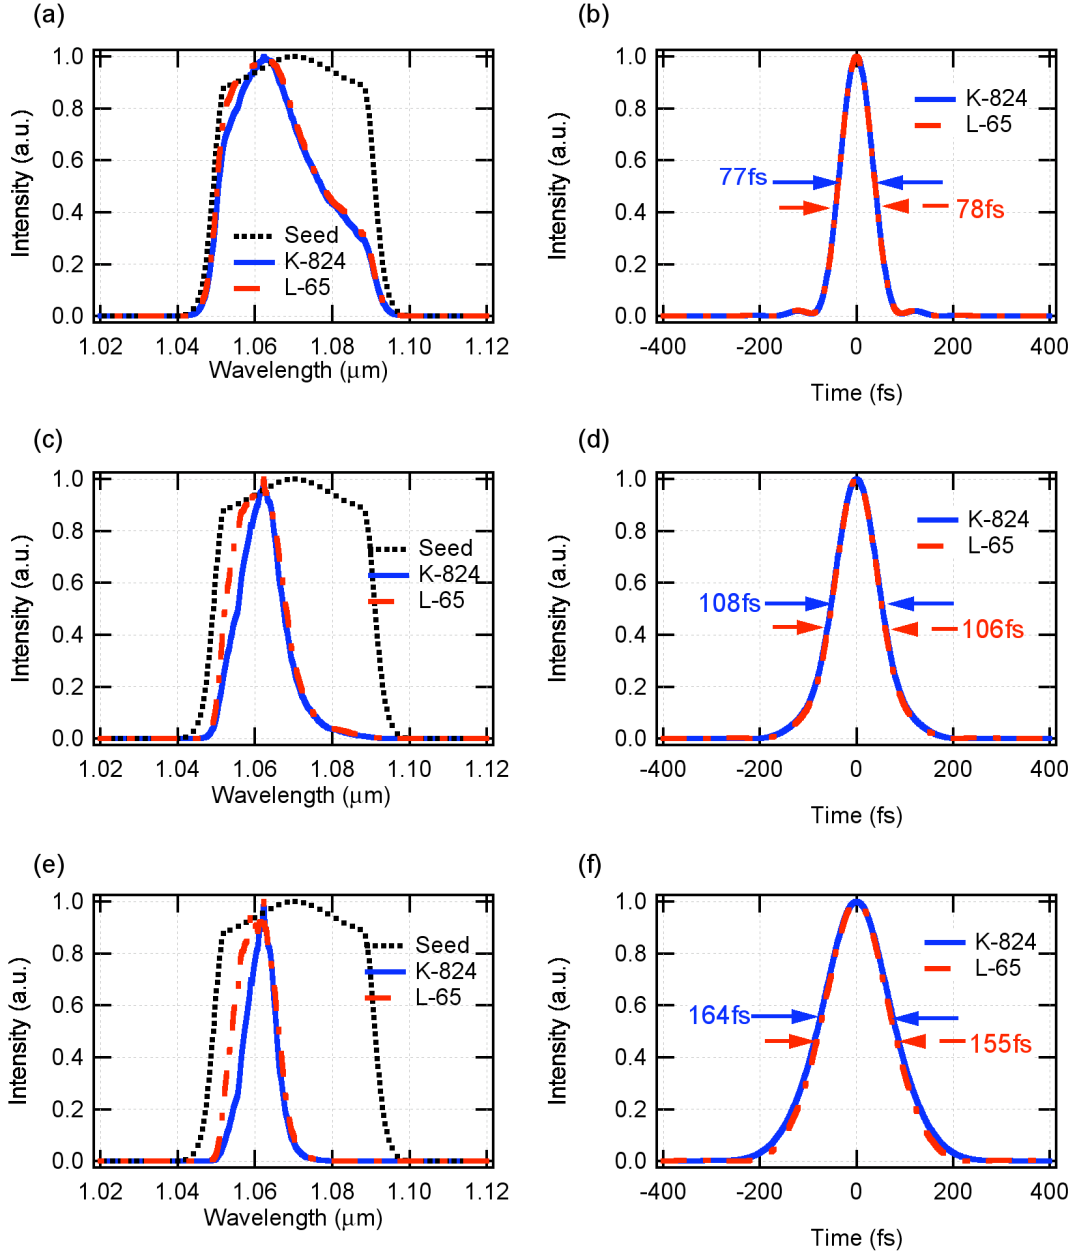 (a)
Intensity (a.u.)
1.0
0.8
0.6
0.4
0.2
0.0
Seed
K-824
L-65
1.02 1.04 1.06 1.08 1.10 1.12
Wavelength (μm)
(b)
Intensity (a.u.)
1.0
0.8
0.6
0.4
0.2
0.0
K-824
L-65
77fs
78fs
-400 -200 0 200 400
Time (fs)
(c)
Intensity (a.u.)
1.0
0.8
0.6
0.4
0.2
0.0
Seed
K-824
L-65
1.02 1.04 1.06 1.08 1.10 1.12
Wavelength (μm)
(d)
Intensity (a.u.)
1.0
0.8
0.6
0.4
0.2
0.0
K-824
L-65
108fs
106fs
-400 -200 0 200 400
Time (fs)
(e)
Intensity (a.u.)
1.0
0.8
0.6
0.4
0.2
0.0
Seed
K-824
L-65
1.02 1.04 1.06 1.08 1.10 1.12
Wavelength (μm)
(f)
Intensity (a.u.)
1.0
0.8
0.6
0.4
0.2
0.0
K-824
L-65
164fs
155fs
-400 -200 0 200 400
Time (fs)